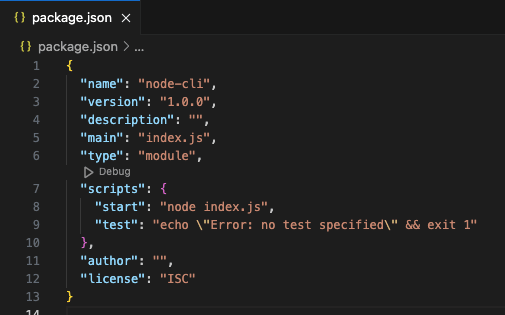 {} package.json ×
{} package.json > ...
1 {
2 "name": "node-cli",
3 "version": "1.0.0",
4 "description": "",
5 "main": "index.js",
6 "type": "module",
Debug
7 "scripts": {
8 "start": "node index.js",
9 "test": "echo \"Error: no test specified\" && exit 1"
10 },
11 "author": "",
12 "license": "ISC"
13 }
14